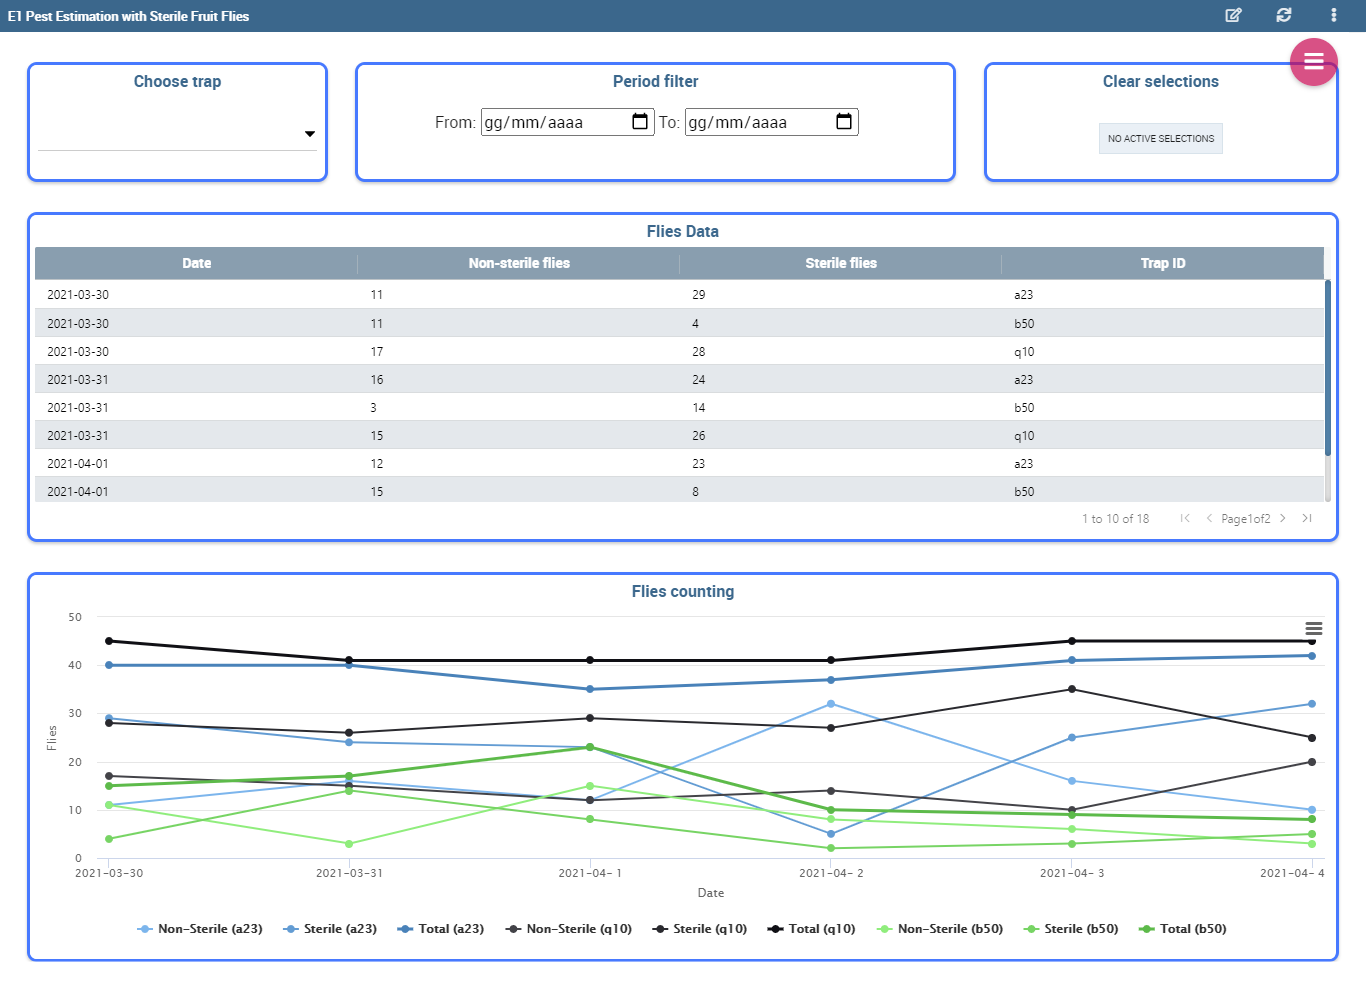 E1 Pest Estimation with Sterile Fruit Flies
Choose trap
Period filter
Clear selections
From: gg/mm/aaaa To: gg/mm/aaaa
NO ACTIVE SELECTIONS
Flies Data
Date Non-sterile flies Sterile flies Trap ID
2021-03-30 11 29 a23
2021-03-30 11 4 b50
2021-03-30 17 28 q10
2021-03-31 16 24 a23
2021-03-31 3 14 b50
2021-03-31 15 26 q10
2021-04-01 12 23 a23
2021-04-01 15 8 b50
1 to 10 of 18 Page1of2
Flies counting
50
40
30
20
10
0
Flies
2021-03-30 2021-03-31 2021-04- 1 2021-04- 2 2021-04- 3 2021-04- 4
Date
Non-Sterile (a23) Sterile (a23) Total (a23) Non-Sterile (q10) Sterile (q10) Total (q10) Non-Sterile (b50) Sterile (b50) Total (b50)